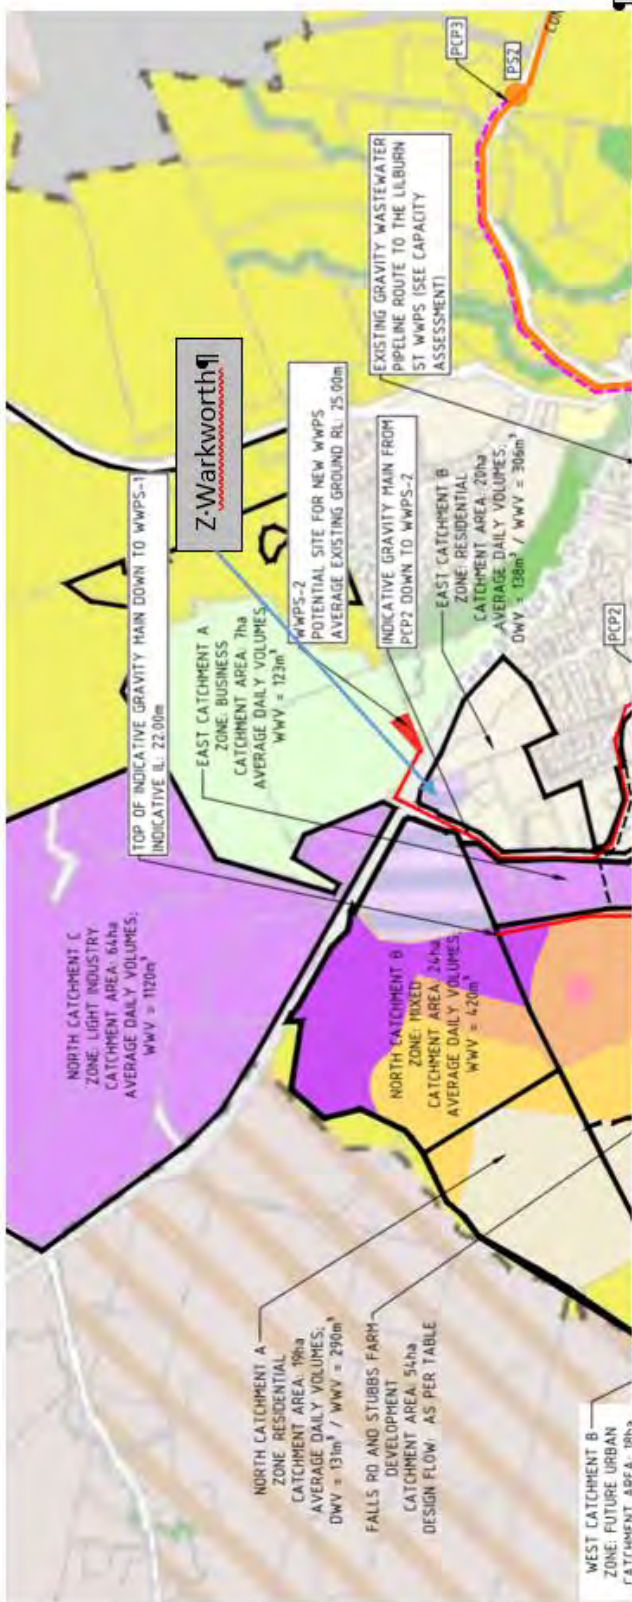 NORTH CATCHMENT C
ZONE: LIGHT INDUSTRY
CATCHMENT AREA: 64ha
AVERAGE DAILY VOLUMES:
WWV = 1120m³
TOP OF INDICATIVE GRAVITY MAIN DOWN TO WWPS-1
INDICATIVE IL: 22.00m
Z·Warkworth¶
EAST CATCHMENT A
ZONE: BUSINESS
CATCHMENT AREA: 7ha
AVERAGE DAILY VOLUMES
WWV = 123m³
WWPS-2
POTENTIAL SITE FOR NEW WWPS
AVERAGE EXISTING GROUND RL: 25.00m
EXISTING GRAVITY WASTEWATER
PIPELINE ROUTE TO THE LILBURN
ST WWPS (SEE CAPACITY
ASSESSMENT)
PCP3
PS2
INDICATIVE GRAVITY MAIN FROM
PCP2 DOWN TO WWPS-2
EAST CATCHMENT B
ZONE: RESIDENTIAL
CATCHMENT AREA: 20ha
AVERAGE DAILY VOLUMES:
DWV = 138m³ / WWV = 306m³
PCP2
NORTH CATCHMENT B
ZONE: MIXED
CATCHMENT AREA: 24ha
AVERAGE DAILY VOLUMES:
WWV = 420m³
NORTH CATCHMENT A
ZONE RESIDENTIAL
CATCHMENT AREA: 19ha
AVERAGE DAILY VOLUMES;
DWV = 131m³ / WWV = 290m³
FALLS RD AND STUBBS FARM
DEVELOPMENT
CATCHMENT AREA: 54ha
DESIGN FLOW: AS PER TABLE
WEST CATCHMENT B
ZONE: FUTURE URBAN
CATCHMENT AREA: 18ha